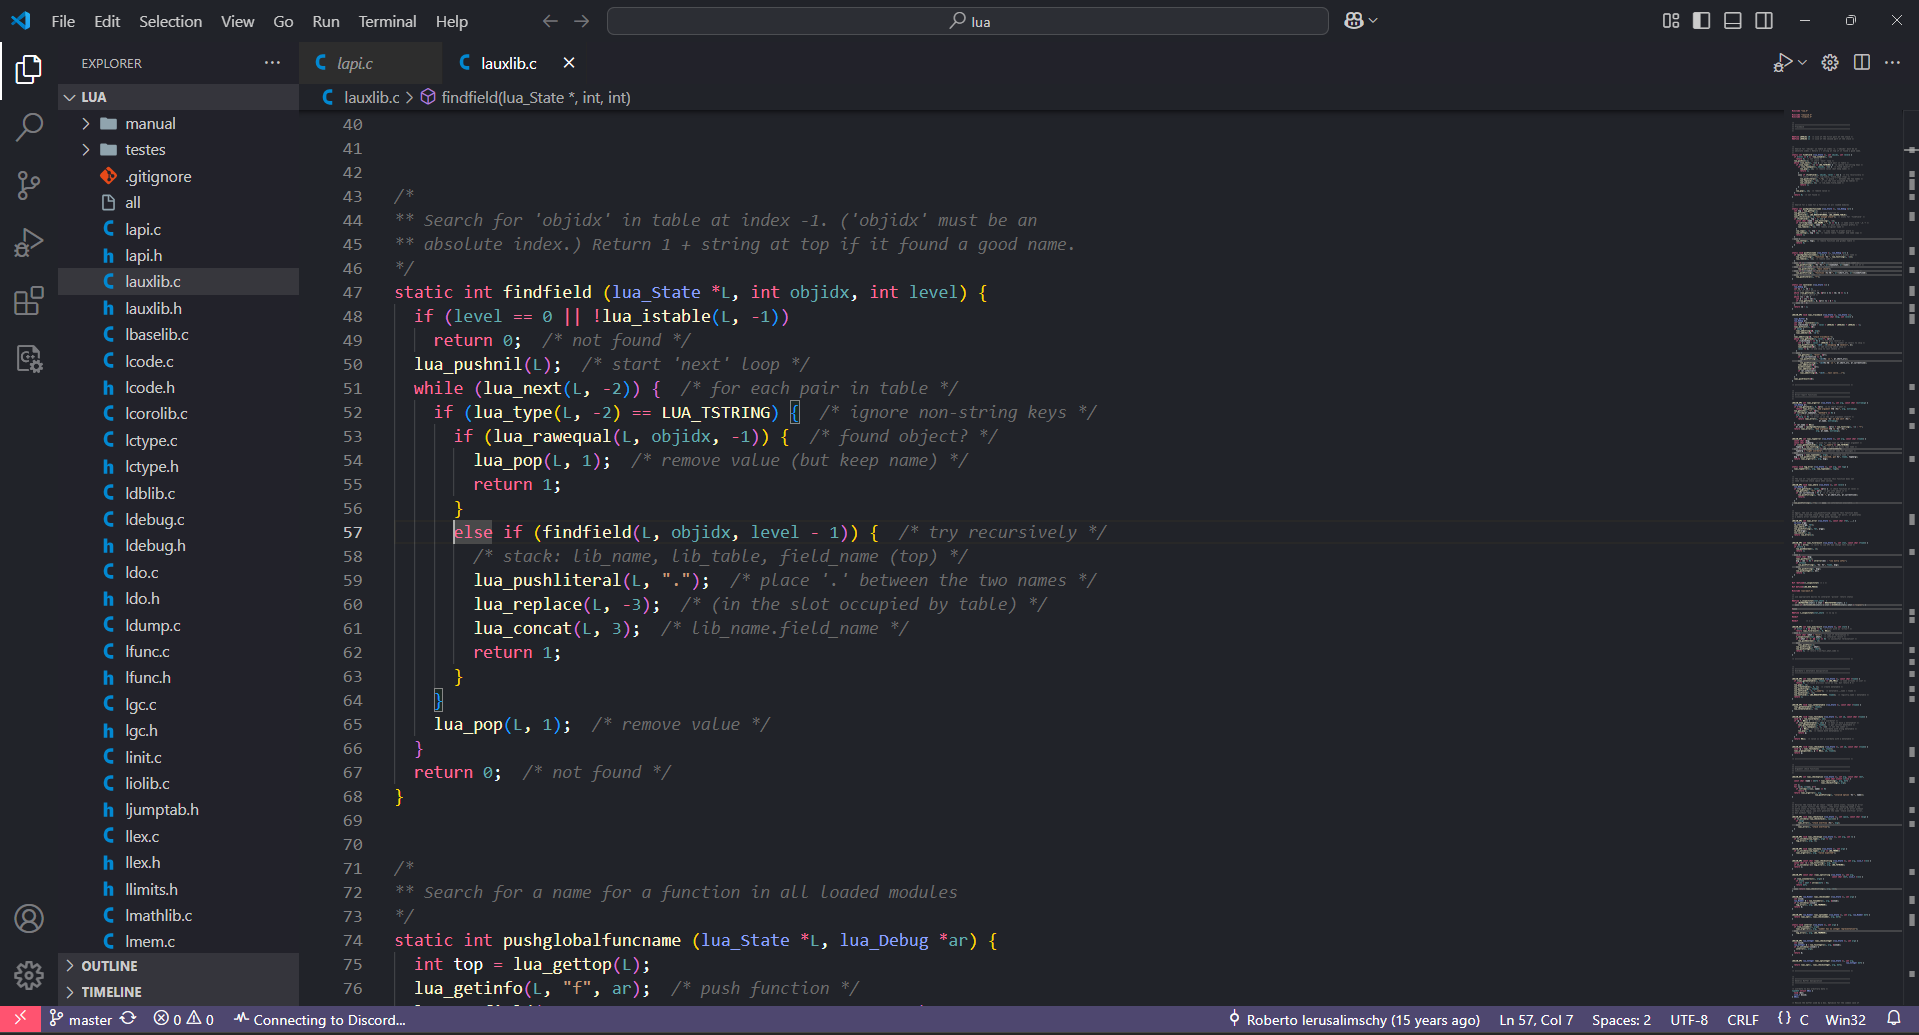 File Edit Selection View Go Run Terminal Help
lua
EXPLORER
LUA
manual
testes
.gitignore
all
lapi.c
lapi.h
lauxlib.c
lauxlib.h
lbaselib.c
lcode.c
lcode.h
lcorolib.c
lctype.c
lctype.h
ldblib.c
ldebug.c
ldebug.h
ldo.c
ldo.h
ldump.c
lfunc.c
lfunc.h
lgc.c
lgc.h
linit.c
liolib.c
ljumptab.h
llex.c
llex.h
llimits.h
lmathlib.c
lmem.c
OUTLINE
TIMELINE
lapi.c
lauxlib.c
lauxlib.c > findfield(lua_State *, int, int)
40
41
42
43 /*
44 ** Search for 'objidx' in table at index -1. ('objidx' must be an
45 ** absolute index.) Return 1 + string at top if it found a good name.
46 */
47 static int findfield (lua_State *L, int objidx, int level) {
48   if (level == 0 || !lua_istable(L, -1))
49     return 0;  /* not found */
50   lua_pushnil(L);  /* start 'next' loop */
51   while (lua_next(L, -2)) {  /* for each pair in table */
52     if (lua_type(L, -2) == LUA_TSTRING) {  /* ignore non-string keys */
53       if (lua_rawequal(L, objidx, -1)) {  /* found object? */
54         lua_pop(L, 1);  /* remove value (but keep name) */
55         return 1;
56       }
57       else if (findfield(L, objidx, level - 1)) {  /* try recursively */
58         /* stack: lib_name, lib_table, field_name (top) */
59         lua_pushliteral(L, ".");  /* place '.' between the two names */
60         lua_replace(L, -3);  /* (in the slot occupied by table) */
61         lua_concat(L, 3);  /* lib_name.field_name */
62         return 1;
63       }
64     }
65     lua_pop(L, 1);  /* remove value */
66   }
67   return 0;  /* not found */
68 }
69
70
71 /*
72 ** Search for a name for a function in all loaded modules
73 */
74 static int pushglobalfuncname (lua_State *L, lua_Debug *ar) {
75   int top = lua_gettop(L);
76   lua_getinfo(L, "f", ar);  /* push function */
master 0 0 Connecting to Discord... Roberto Ierusalimschy (15 years ago) Ln 57, Col 7 Spaces: 2 UTF-8 CRLF {} C Win32